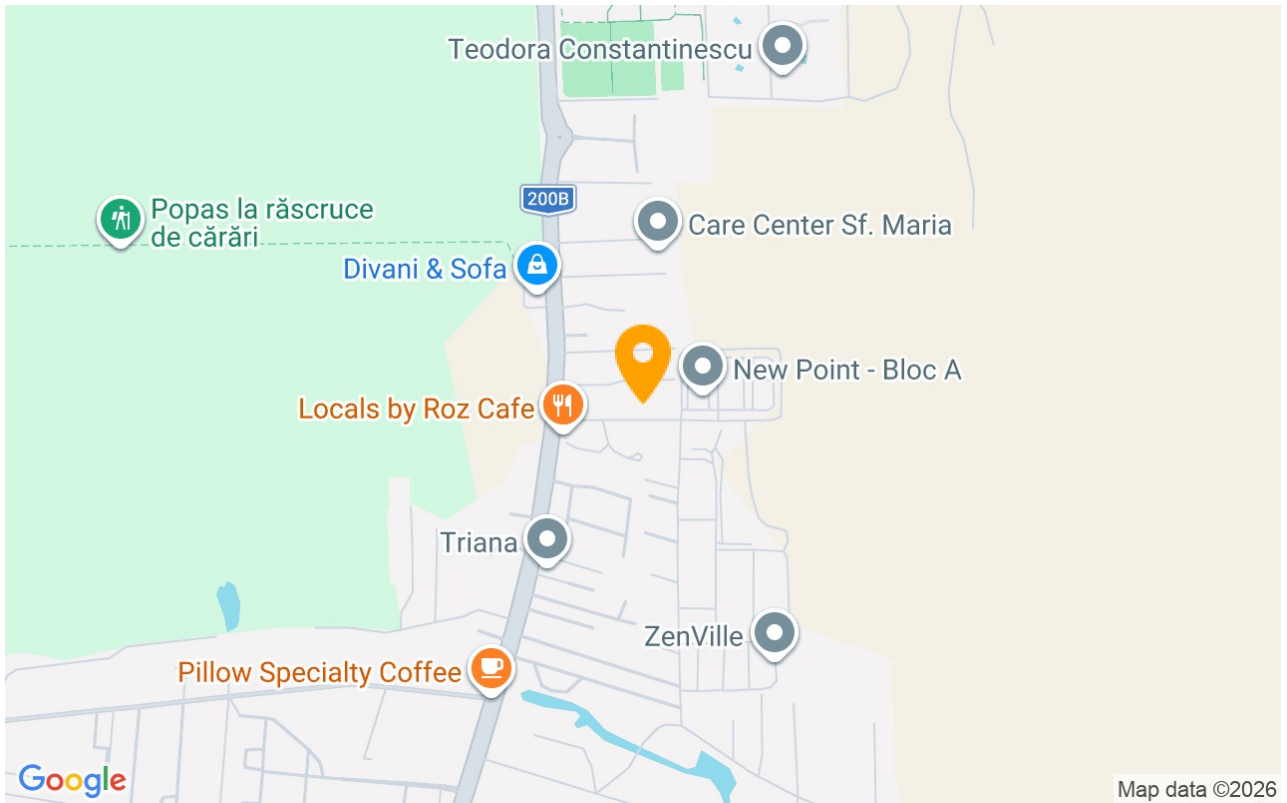 Teodora Constantinescu
200B
Popas la răscruce
de cărări
Care Center Sf. Maria
Divani & Sofa
New Point - Bloc A
Locals by Roz Cafe
Triana
ZenVille
Pillow Specialty Coffee
Google
Map data ©2026